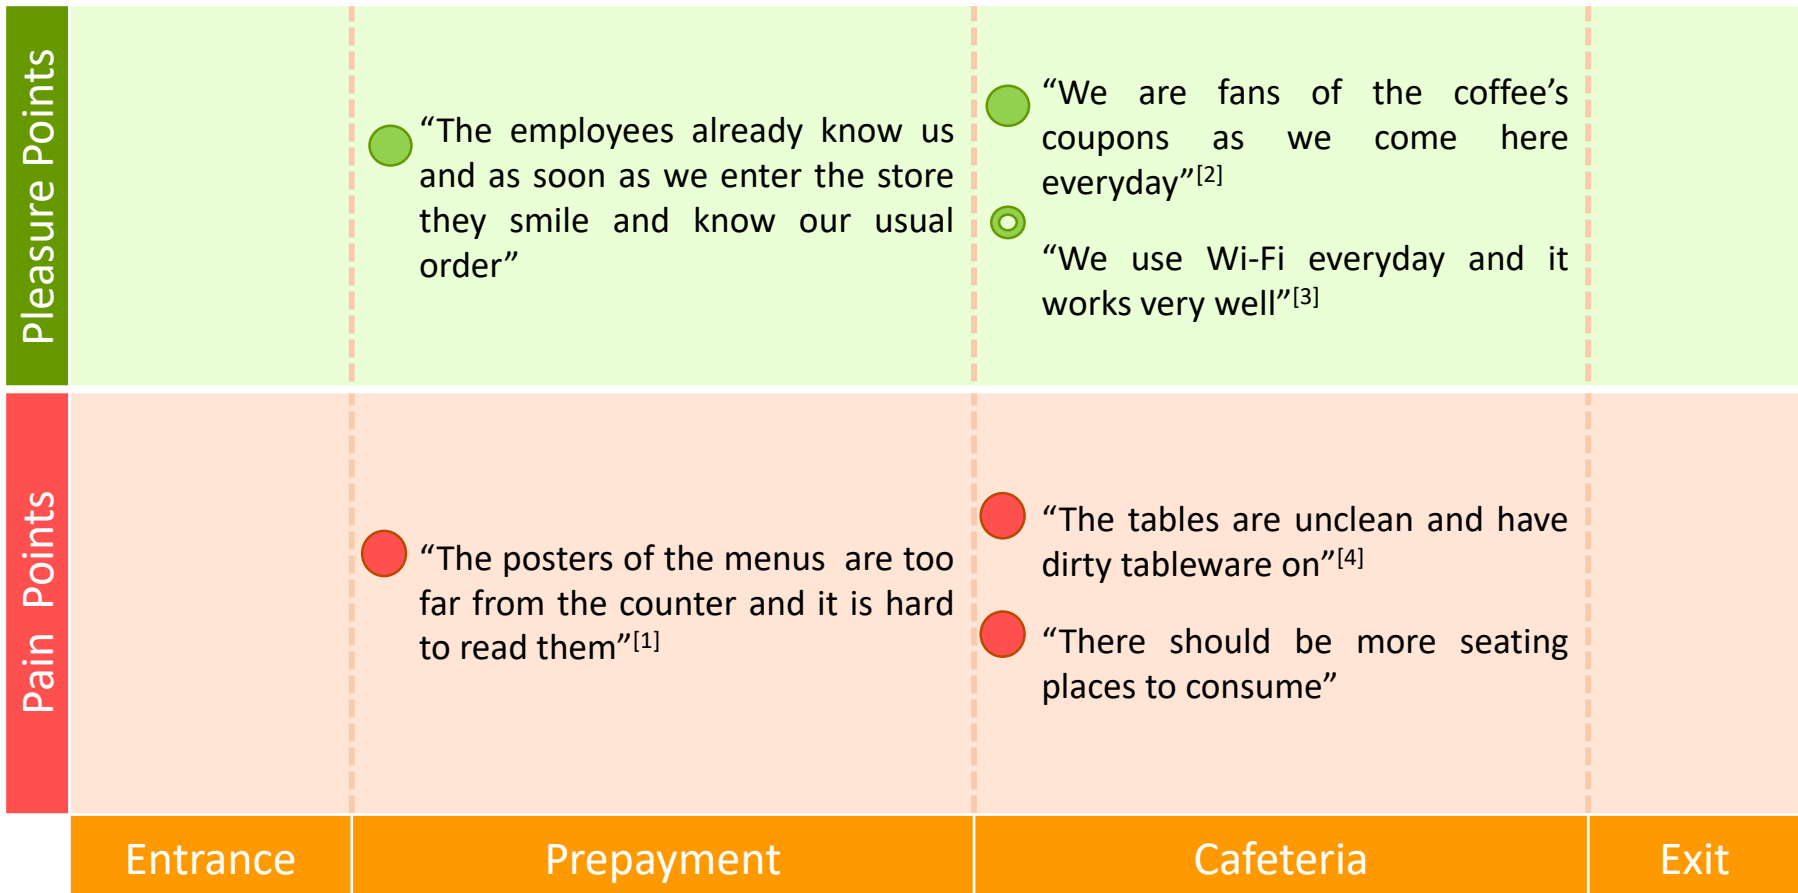 Pleasure Points
“The employees already know us
and as soon as we enter the store
they smile and know our usual
order”
“We are fans of the coffee’s
coupons as we come here
everyday”[2]
“We use Wi-Fi everyday and it
works very well”[3]
Pain Points
“The posters of the menus  are too
far from the counter and it is hard
to read them”[1]
“The tables are unclean and have
dirty tableware on”[4]
“There should be more seating
places to consume”
Entrance
Prepayment
Cafeteria
Exit